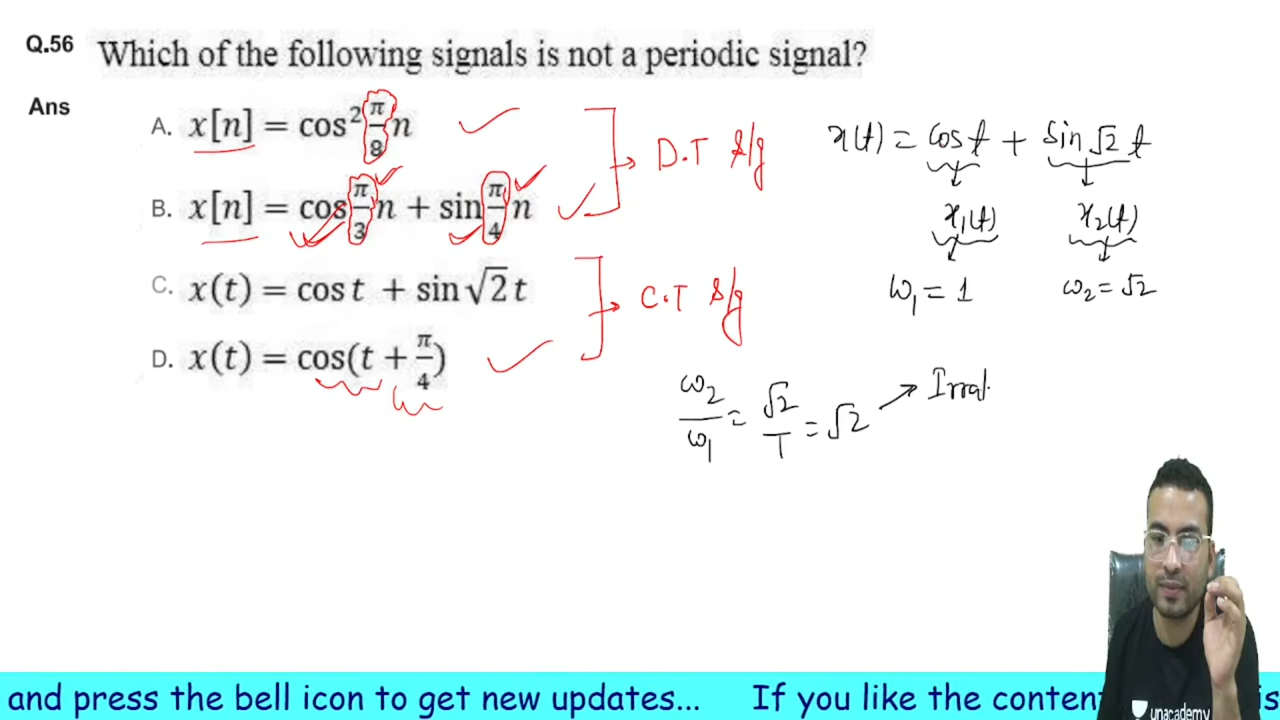 Q.56 Which of the following signals is not a periodic signal?
Ans
A. x[n] = cos² π/8 n
B. x[n] = cos π/3 n + sin π/4 n
C. x(t) = cos t + sin √2 t
D. x(t) = cos(t + π/4)
D.T s/g
C.T s/g
x(t) = cos t + sin √2 t
x₁(t) x₂(t)
ω₁ = 1 ω₂ = √2
ω₂/ω₁ = √2/1 = √2 → Irrat
and press the bell icon to get new updates... If you like the conten
is
unacademy